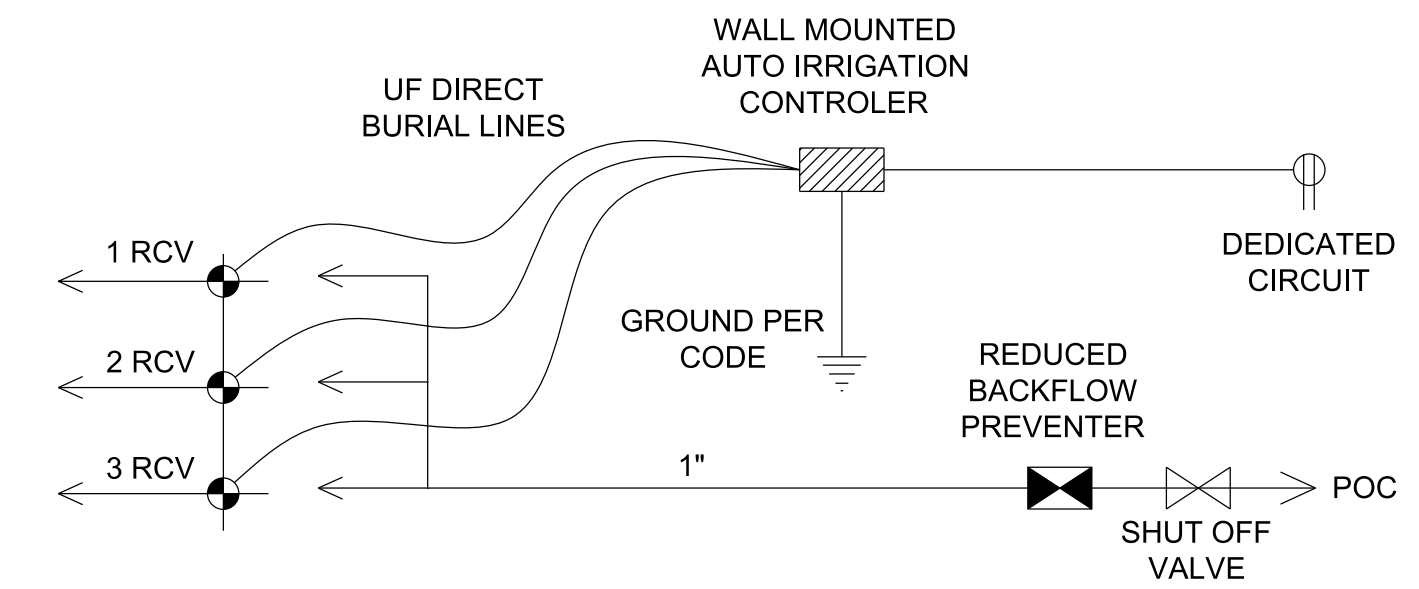 WALL MOUNTED
AUTO IRRIGATION
CONTROLER
UF DIRECT
BURIAL LINES
1 RCV
DEDICATED
CIRCUIT
GROUND PER
CODE
2 RCV
REDUCED
BACKFLOW
PREVENTER
3 RCV
1"
POC
SHUT OFF
VALVE